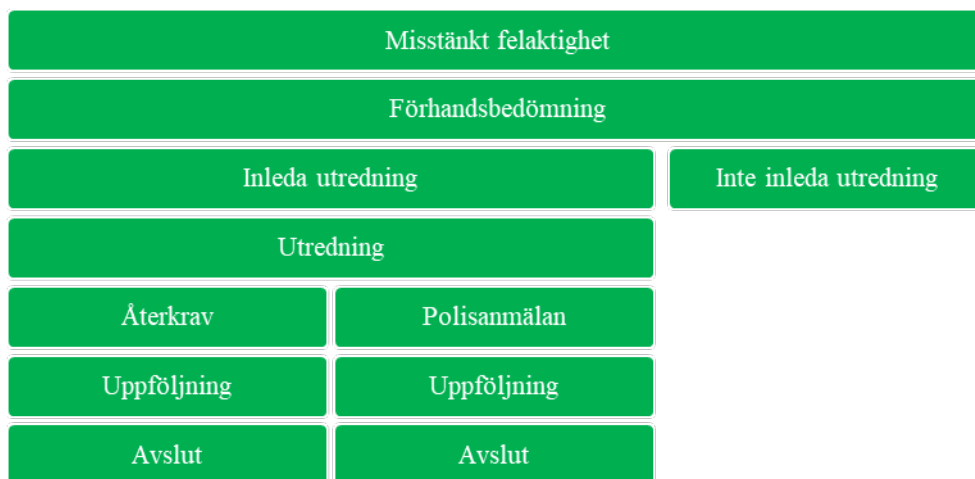 Misstänkt felaktighet
Förhandsbedömning
Inleda utredning
Inte inleda utredning
Utredning
Återkrav
Polisanmälan
Uppföljning
Uppföljning
Avslut
Avslut